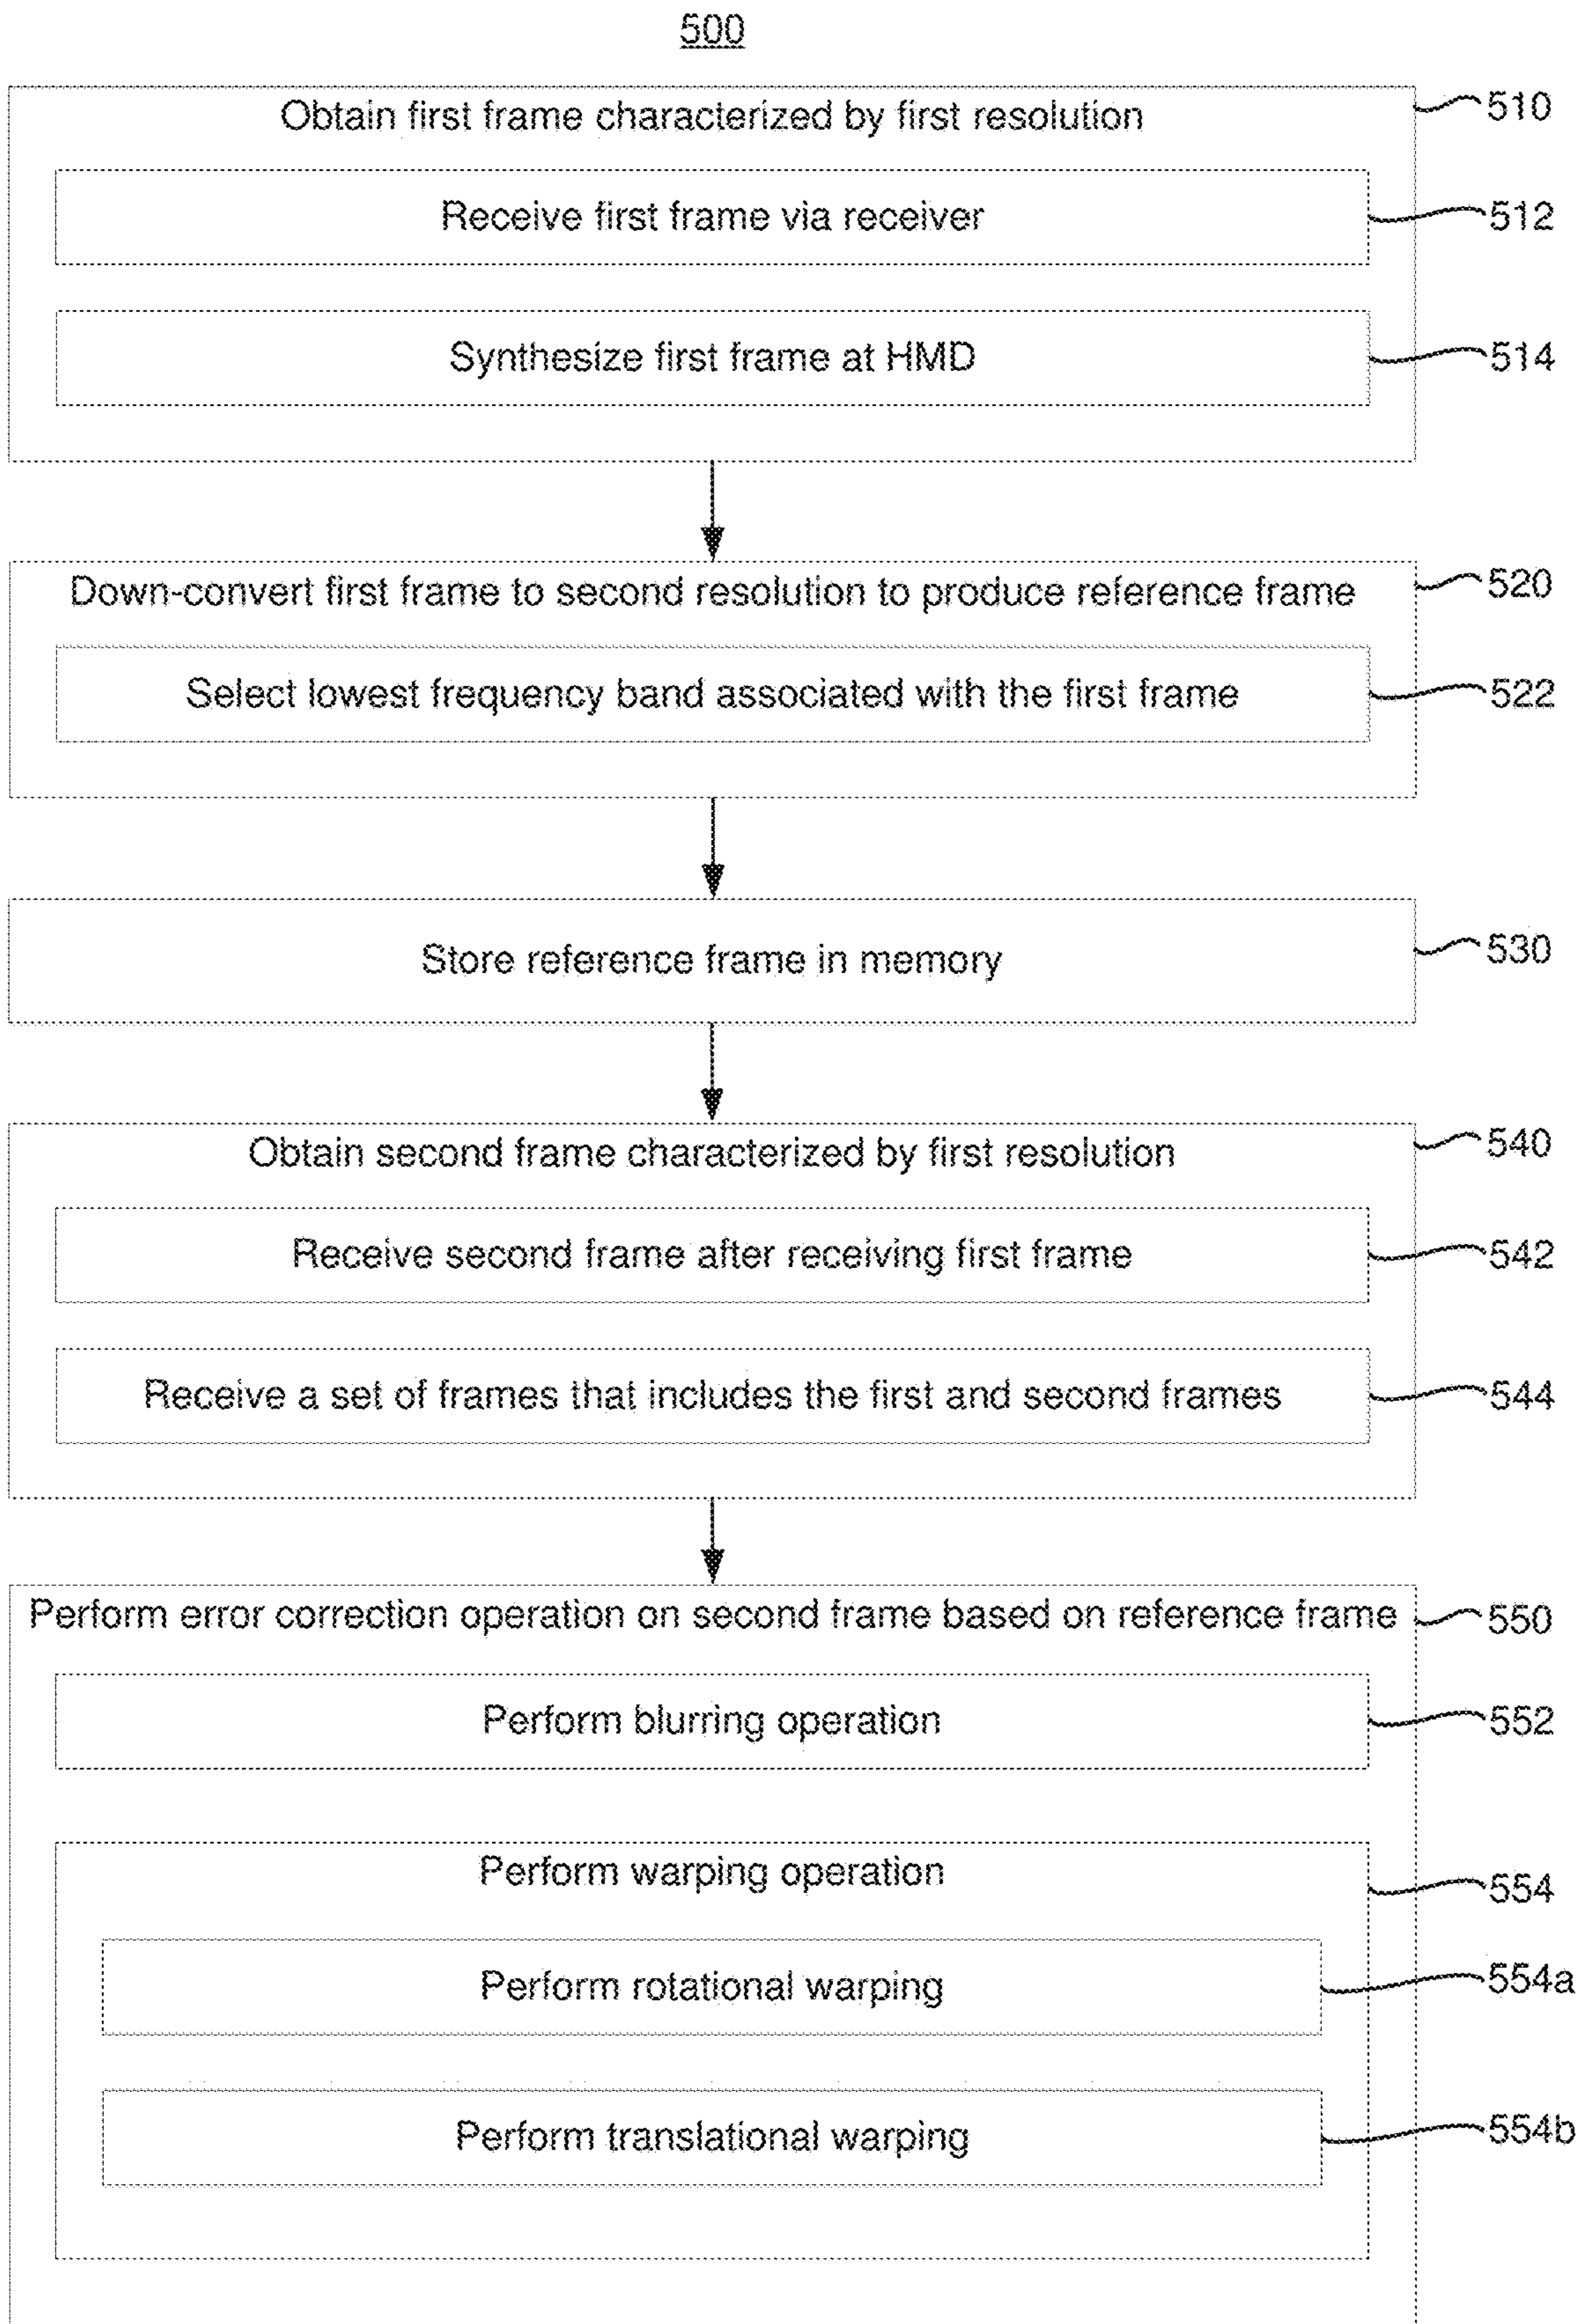 500
Obtain first frame characterized by first resolution
510
Receive first frame via receiver
512
Synthesize first frame at HMD
514
Down-convert first frame to second resolution to produce reference frame
520
Select lowest frequency band associated with the first frame
522
Store reference frame in memory
530
Obtain second frame characterized by first resolution
540
Receive second frame after receiving first frame
542
Receive a set of frames that includes the first and second frames
544
Perform error correction operation on second frame based on reference frame
550
Perform blurring operation
552
Perform warping operation
554
Perform rotational warping
554a
Perform translational warping
554b